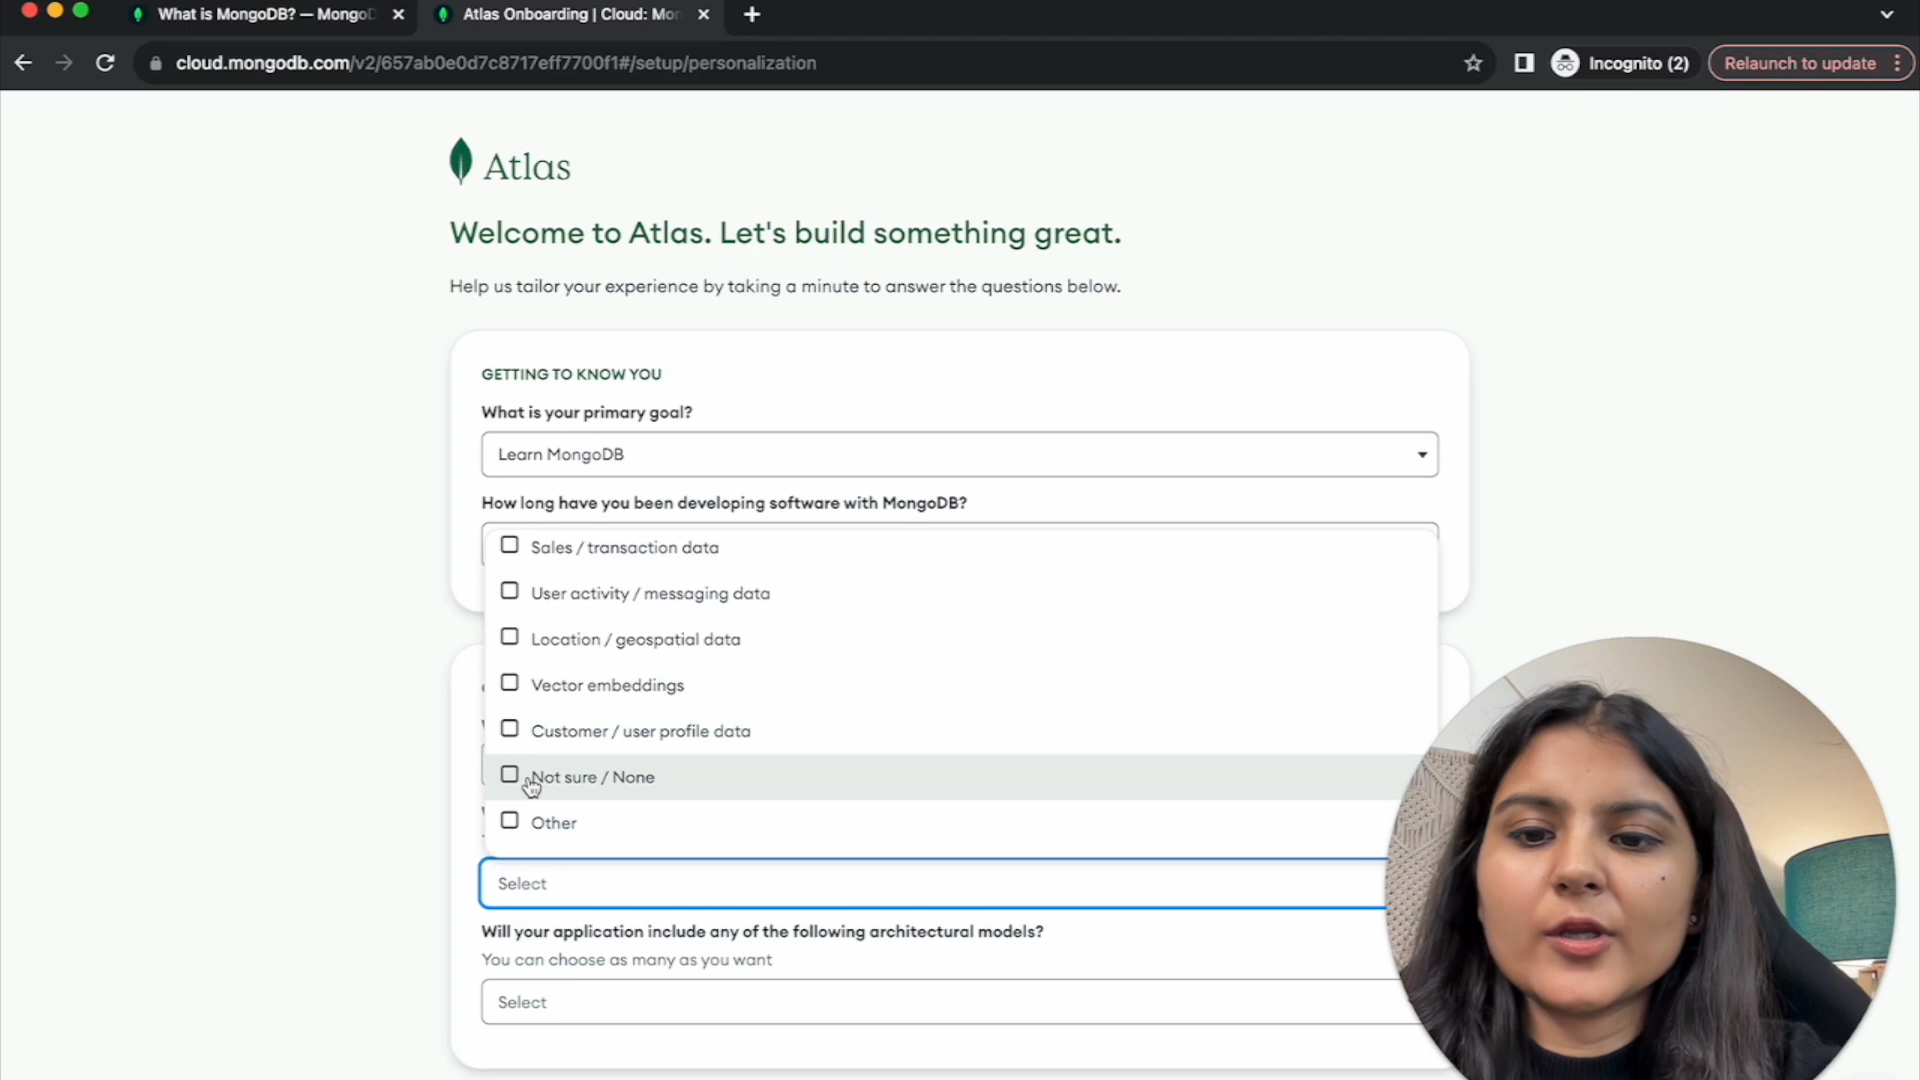 What is MongoDB? — MongoD
Atlas Onboarding | Cloud: Mon
cloud.mongodb.com/v2/657ab0e0d7c8717eff7700f1#/setup/personalization
Incognito (2)
Relaunch to update
Atlas
Welcome to Atlas. Let's build something great.
Help us tailor your experience by taking a minute to answer the questions below.
GETTING TO KNOW YOU
What is your primary goal?
Learn MongoDB
How long have you been developing software with MongoDB?
Sales / transaction data
User activity / messaging data
Location / geospatial data
Vector embeddings
Customer / user profile data
Not sure / None
Other
Select
Will your application include any of the following architectural models?
You can choose as many as you want
Select